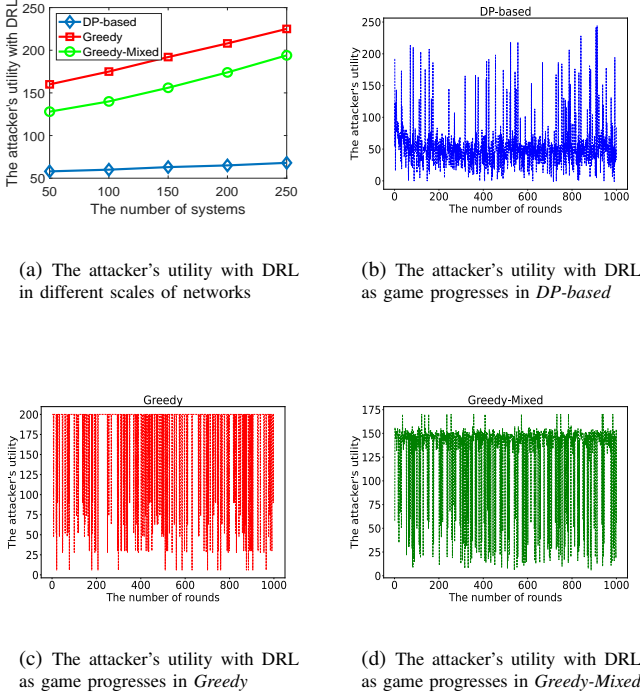 The attacker's utility with DRL
250
200
150
100
50
DP-based
Greedy
Greedy-Mixed
50 100 150 200 250
The number of systems
(a) The attacker's utility with DRL
in different scales of networks
DP-based
The attacker's utility
250
200
150
100
50
0
0 200 400 600 800 1000
The number of rounds
(b) The attacker's utility with DRL
as game progresses in DP-based
Greedy
The attacker's utility
200
175
150
125
100
75
50
25
0
0 200 400 600 800 1000
The number of rounds
(c) The attacker's utility with DRL
as game progresses in Greedy
Greedy-Mixed
The attacker's utility
175
150
125
100
75
50
25
0
0 200 400 600 800 1000
The number of rounds
(d) The attacker's utility with DRL
as game progresses in Greedy-Mixed